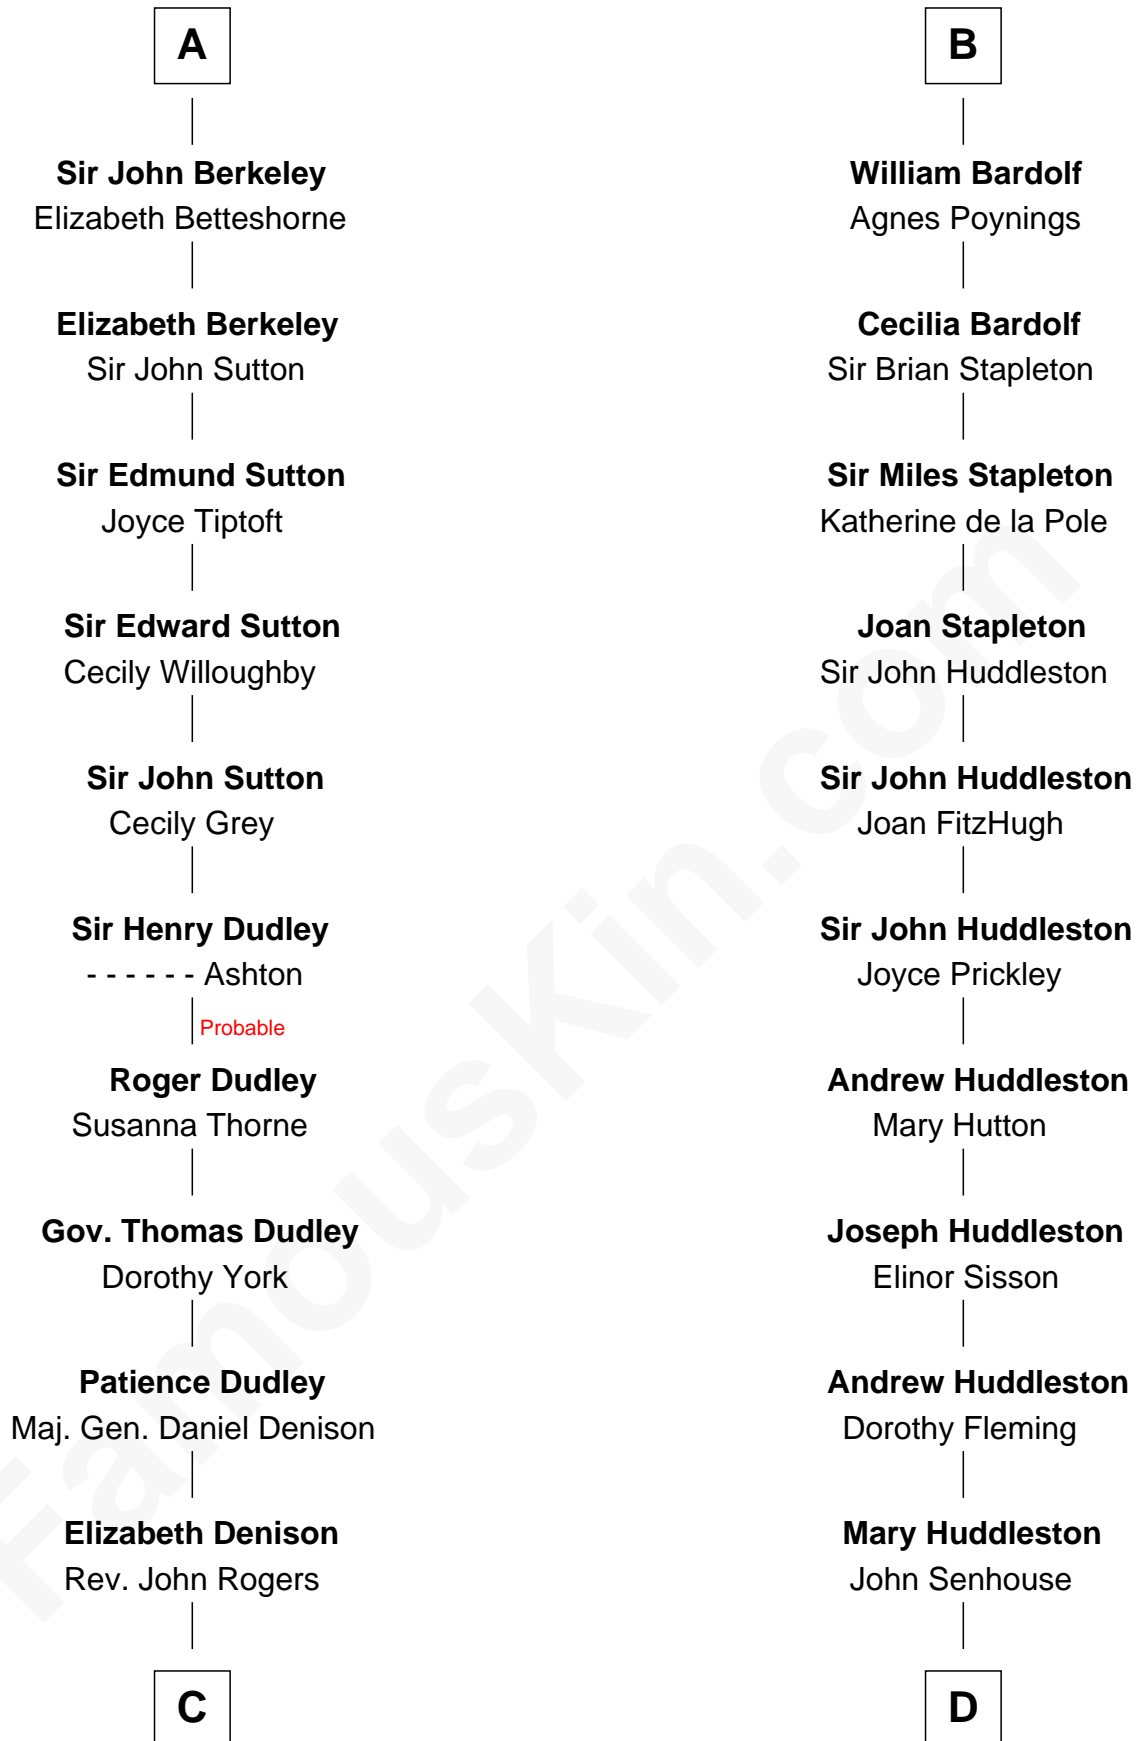 A
Sir John Berkeley
Elizabeth Betteshorne
Elizabeth Berkeley
Sir John Sutton
Sir Edmund Sutton
Joyce Tiptoft
Sir Edward Sutton
Cecily Willoughby
Sir John Sutton
Cecily Grey
Sir Henry Dudley
- - - - - - Ashton
Probable
Roger Dudley
Susanna Thorne
Gov. Thomas Dudley
Dorothy York
Patience Dudley
Maj. Gen. Daniel Denison
Elizabeth Denison
Rev. John Rogers
C
B
William Bardolf
Agnes Poynings
Cecilia Bardolf
Sir Brian Stapleton
Sir Miles Stapleton
Katherine de la Pole
Joan Stapleton
Sir John Huddleston
Sir John Huddleston
Joan FitzHugh
Sir John Huddleston
Joyce Prickley
Andrew Huddleston
Mary Hutton
Joseph Huddleston
Elinor Sisson
Andrew Huddleston
Dorothy Fleming
Mary Huddleston
John Senhouse
D
FamousKin.com